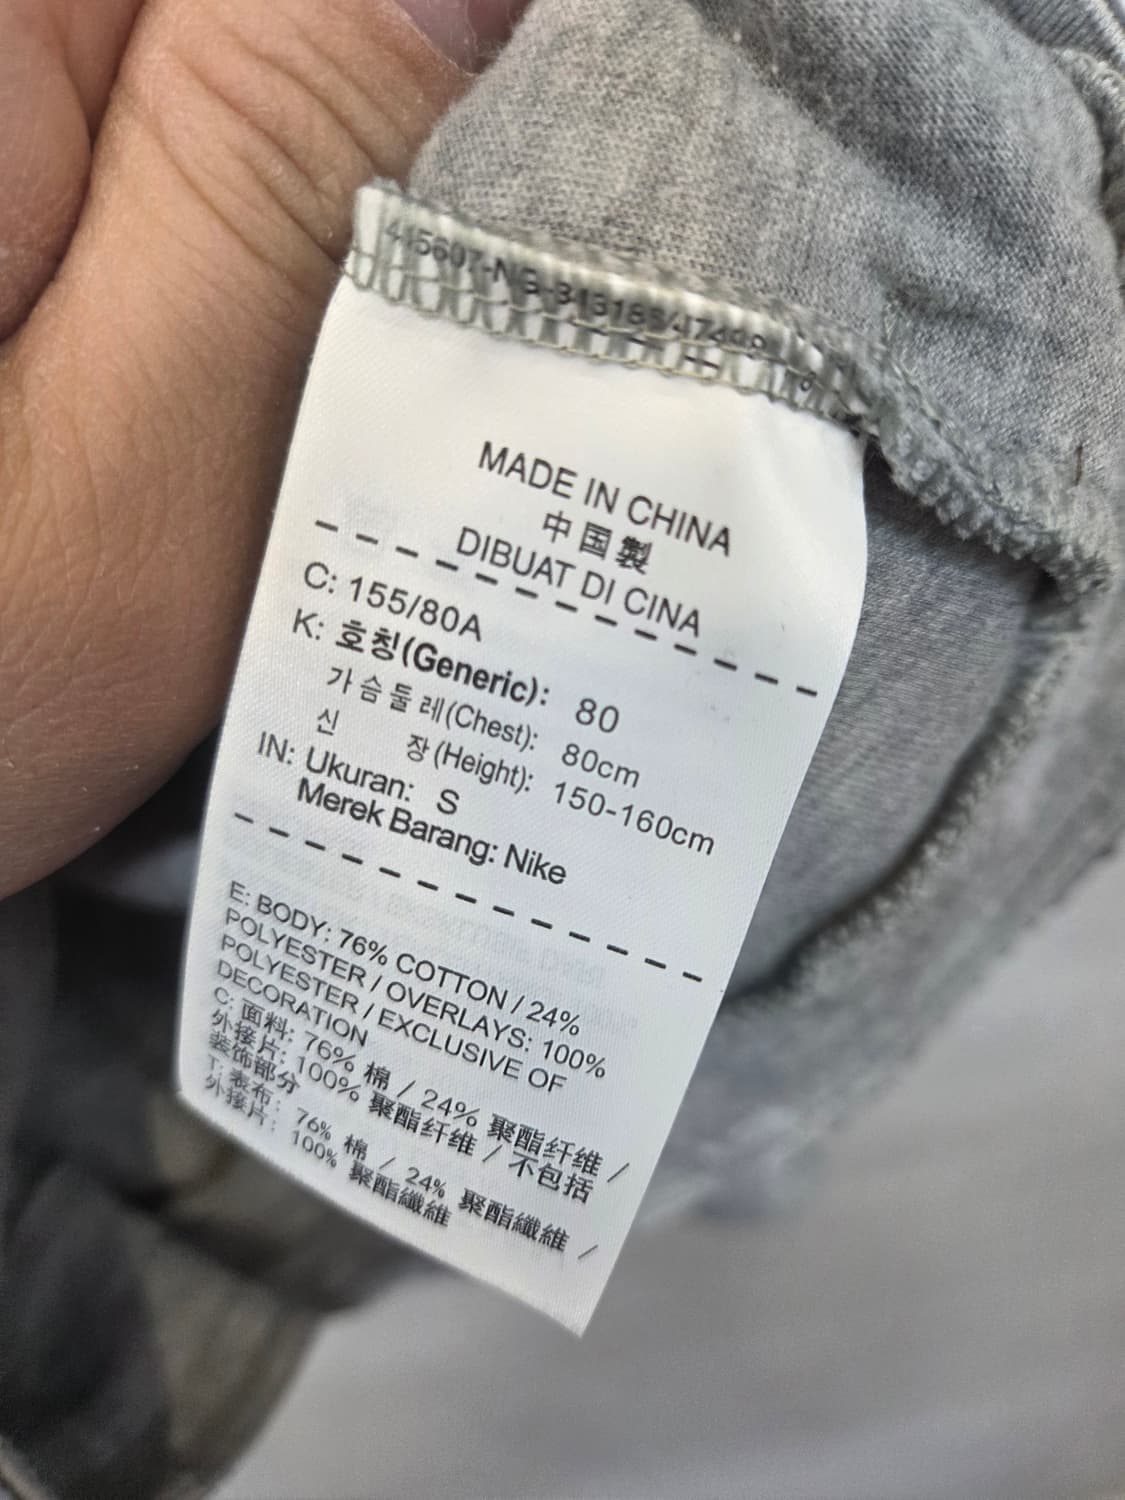 MADE IN CHINA
中国製
DIBUAT DI CINA
C: 155/80A
K: 호칭(Generic): 80
가슴둘레(Chest): 80cm
신 장(Height): 150-160cm
IN: Ukuran: S
Merek Barang: Nike
E: BODY: 76% COTTON / 24%
POLYESTER / OVERLAYS: 100%
POLYESTER / EXCLUSIVE OF
DECORATION
C: 面料: 76% 棉 / 24% 聚酯纤维 /
外接片: 100% 聚酯纤维 / 不包括
装饰部分
T: 表布: 76% 棉 / 24% 聚酯纖維 /
外接片: 100% 聚酯纖維